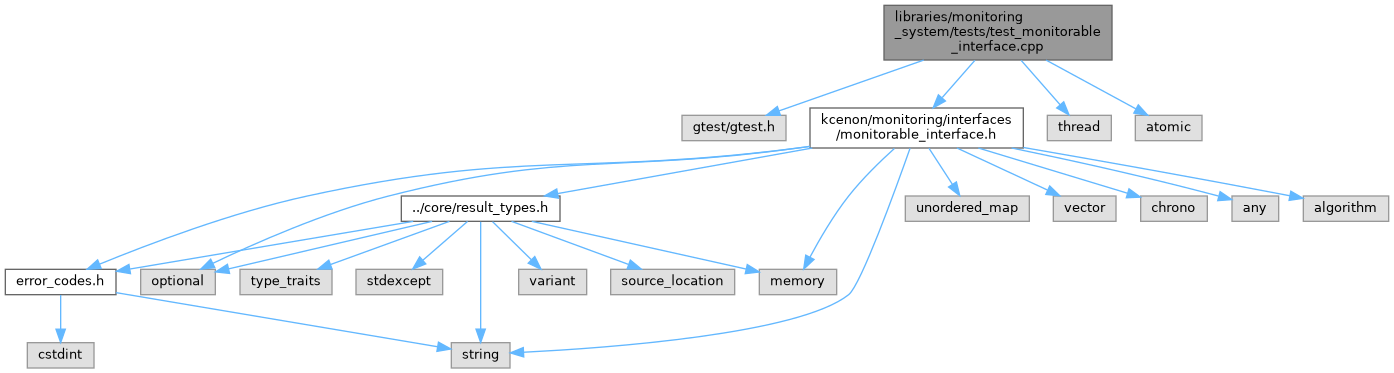 libraries/monitoring
_system/tests/test_monitorable
_interface.cpp
gtest/gtest.h
kcenon/monitoring/interfaces
/monitorable_interface.h
thread
atomic
../core/result_types.h
unordered_map
vector
chrono
any
algorithm
error_codes.h
optional
type_traits
stdexcept
variant
source_location
memory
cstdint
string